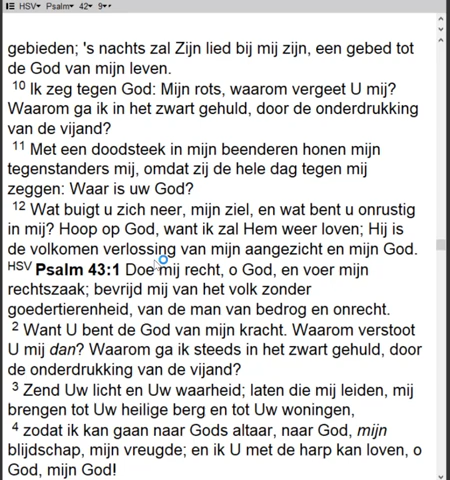 HSV Psalm 42 9
gebieden; 's nachts zal Zijn lied bij mij zijn, een gebed tot
de God van mijn leven.
10 Ik zeg tegen God: Mijn rots, waarom vergeet U mij?
Waarom ga ik in het zwart gehuld, door de onderdrukking
van de vijand?
11 Met een doodsteek in mijn beenderen honen mijn
tegenstanders mij, omdat zij de hele dag tegen mij
zeggen: Waar is uw God?
12 Wat buigt u zich neer, mijn ziel, en wat bent u onrustig
in mij? Hoop op God, want ik zal Hem weer loven; Hij is
de volkomen verlossing van mijn aangezicht en mijn God.
HSV Psalm 43:1 Doe mij recht, o God, en voer mijn
rechtszaak; bevrijd mij van het volk zonder
goedertierenheid, van de man van bedrog en onrecht.
2 Want U bent de God van mijn kracht. Waarom verstoot
U mij dan? Waarom ga ik steeds in het zwart gehuld, door
de onderdrukking van de vijand?
3 Zend Uw licht en Uw waarheid; laten die mij leiden, mij
brengen tot Uw heilige berg en tot Uw woningen,
4 zodat ik kan gaan naar Gods altaar, naar God, mijn
blijdschap, mijn vreugde; en ik U met de harp kan loven, o
God, mijn God!